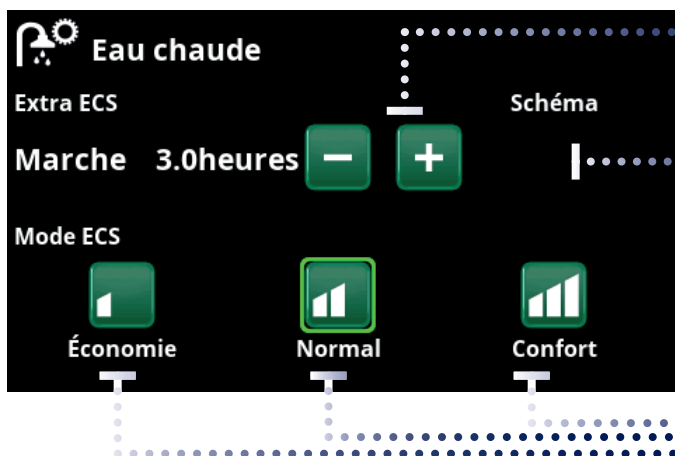 Eau chaude
Extra ECS
Schéma
Marche 3.0heures − +
Mode ECS
Économie Normal Confort